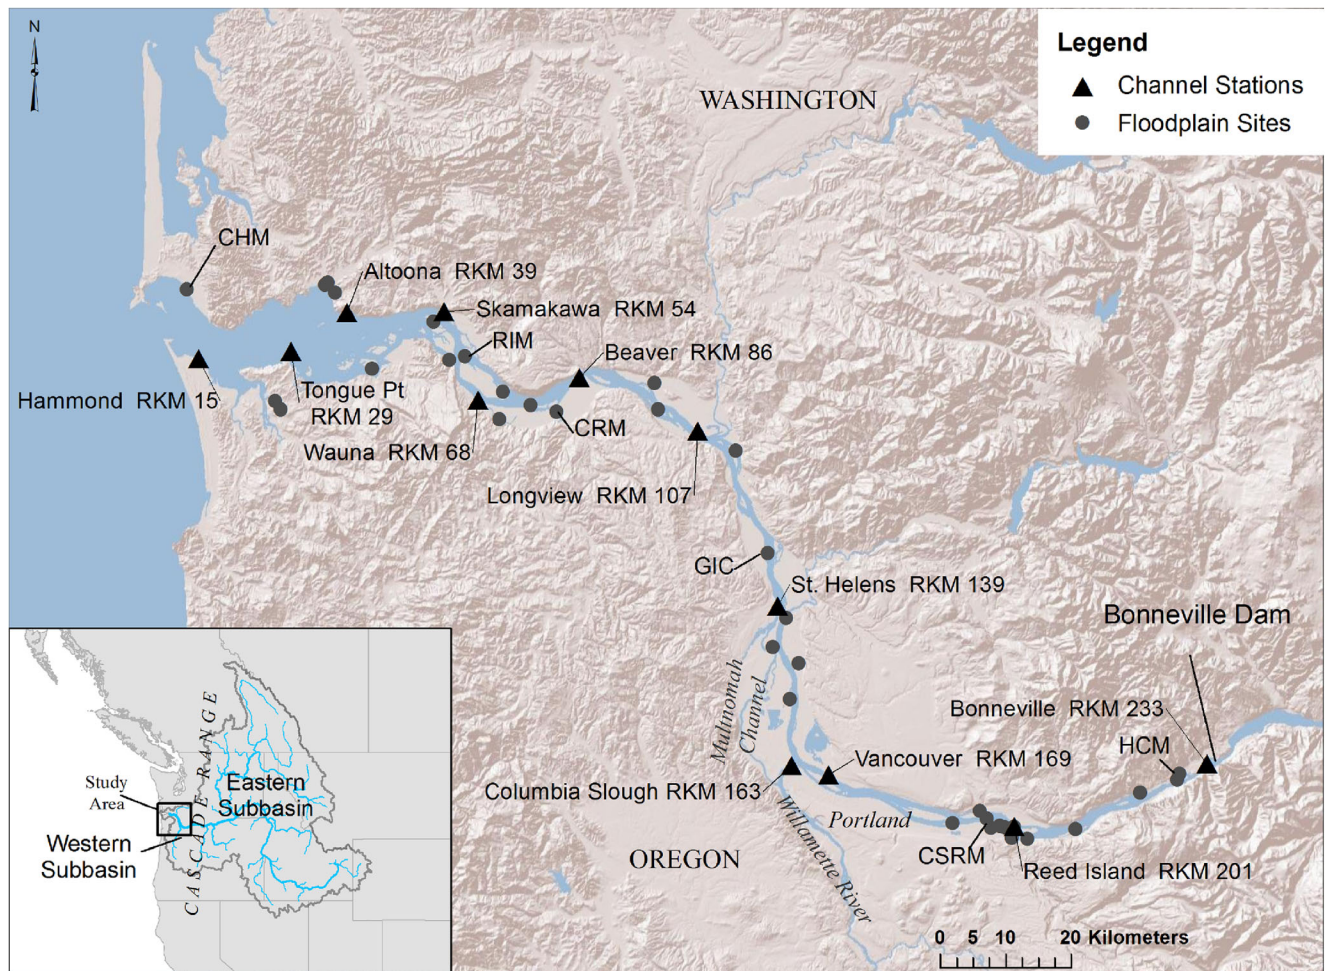 N
Legend
Channel Stations
Floodplain Sites
WASHINGTON
CHM
Altoona RKM 39
Skamakawa RKM 54
RIM
Beaver RKM 86
Hammond RKM 15
Tongue Pt
RKM 29
CRM
Wauna RKM 68
Longview RKM 107
GIC
St. Helens RKM 139
Bonneville Dam
Multnomah
Channel
Bonneville RKM 233
HCM
Vancouver RKM 169
Columbia Slough RKM 163
Portland
Willamette River
CSRM
OREGON
Reed Island RKM 201
0 5 10 20 Kilometers
CASCADE RANGE
Eastern
Subbasin
Study
Area
Western
Subbasin